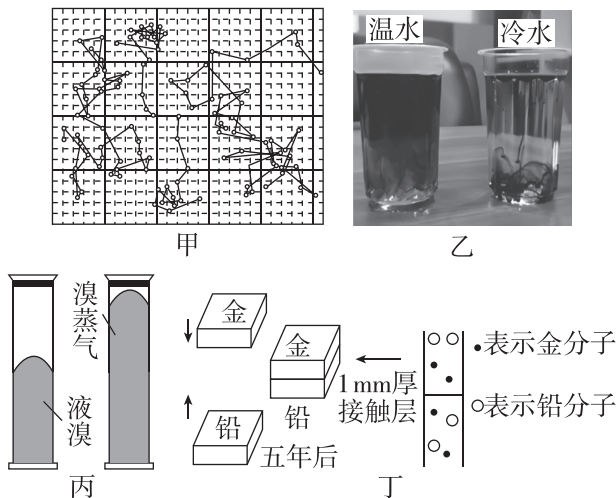 温水
冷水
甲
乙
溴蒸气
液溴
丙
金
铅
金
铅
五年后
1 mm厚
接触层
表示金分子
表示铅分子
丁